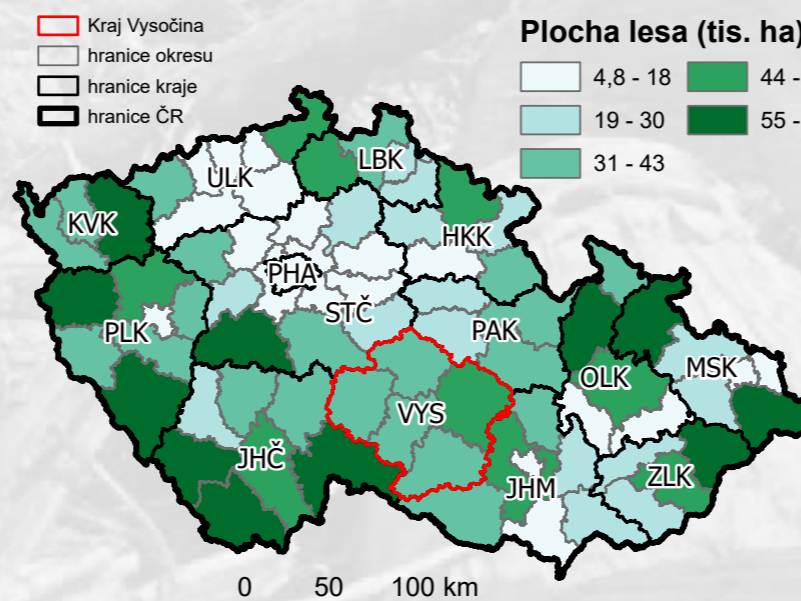 Kraj Vysočina
hranice okresu
hranice kraje
hranice ČR
Plocha lesa (tis. ha)
4,8 - 18
44 -
19 - 30
55 -
31 - 43
LBK
ULK
KVK
HKK
PHA
STČ
PLK
PAK
MSK
OLK
VYS
JHČ
ZLK
JHM
0 50 100 km